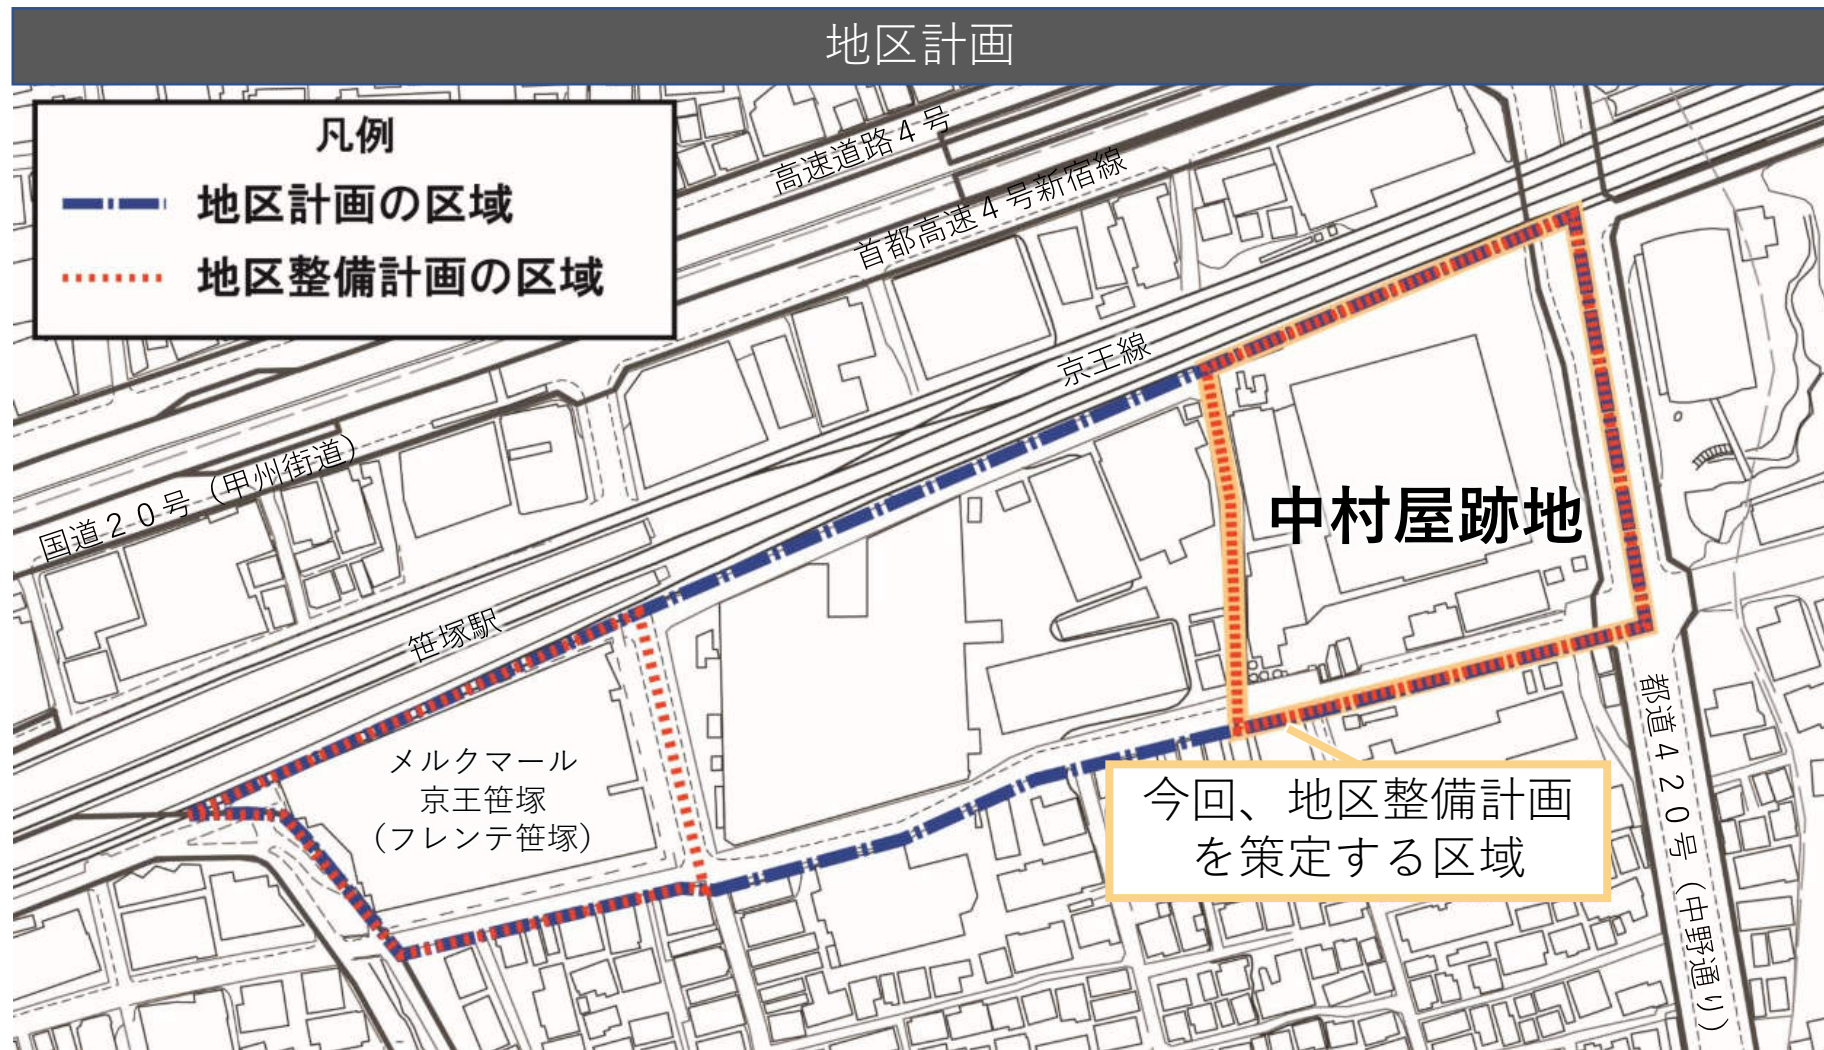 地区計画
凡例
地区計画の区域
地区整備計画の区域
高速道路４号
首都高速４号新宿線
京王線
国道２０号（甲州街道）
中村屋跡地
笹塚駅
メルクマール
京王笹塚
（フレンテ笹塚）
今回、地区整備計画
を策定する区域
都道４２０号（中野通り）